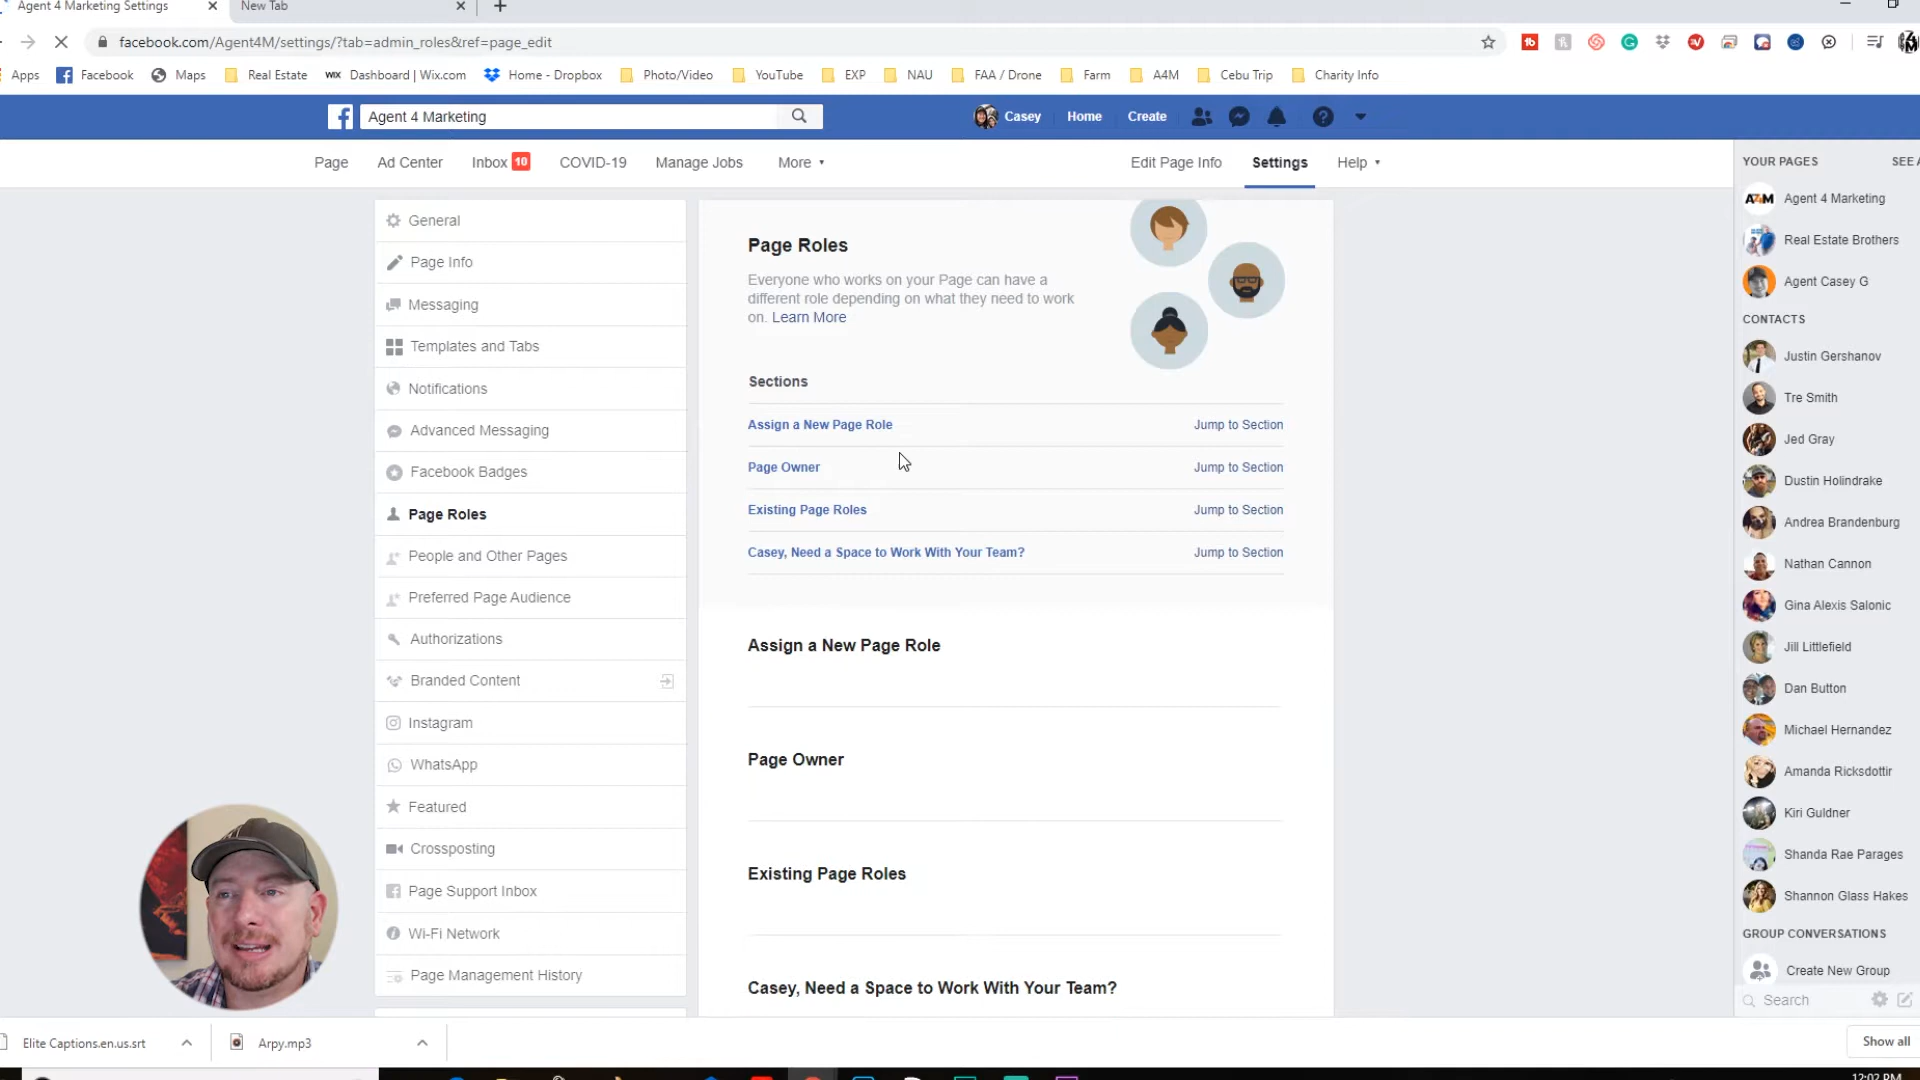 Agent 4 Marketing Settings
New Tab
facebook.com/Agent4M/settings/?tab=admin_roles&ref=page_edit
Apps
Facebook
Maps
Real Estate
WIX Dashboard | Wix.com
Home - Dropbox
Photo/Video
YouTube
EXP
NAU
FAA / Drone
Farm
A4M
Cebu Trip
Charity Info
Agent 4 Marketing
Casey
Home
Create
Page
Ad Center
Inbox 10
COVID-19
Manage Jobs
More
Edit Page Info
Settings
Help
General
Page Info
Messaging
Templates and Tabs
Notifications
Advanced Messaging
Facebook Badges
Page Roles
People and Other Pages
Preferred Page Audience
Authorizations
Branded Content
Instagram
WhatsApp
Featured
Crossposting
Page Support Inbox
Wi-Fi Network
Page Management History
Page Roles
Everyone who works on your Page can have a
different role depending on what they need to work
on. Learn More
Sections
Assign a New Page Role Jump to Section
Page Owner Jump to Section
Existing Page Roles Jump to Section
Casey, Need a Space to Work With Your Team? Jump to Section
Assign a New Page Role
Page Owner
Existing Page Roles
Casey, Need a Space to Work With Your Team?
YOUR PAGES SEE A
A4M Agent 4 Marketing
Real Estate Brothers
Agent Casey G
CONTACTS
Justin Gershanov
Tre Smith
Jed Gray
Dustin Holindrake
Andrea Brandenburg
Nathan Cannon
Gina Alexis Salonic
Jill Littlefield
Dan Button
Michael Hernandez
Amanda Ricksdottir
Kiri Guldner
Shanda Rae Parages
Shannon Glass Hakes
GROUP CONVERSATIONS
Create New Group
Search
Elite Captions.en.us.srt
Arpy.mp3
Show all
12:02 PM